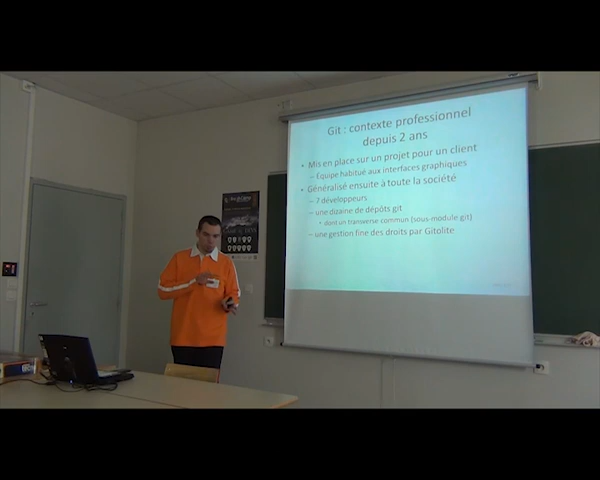 Git : contexte professionnel
depuis 2 ans
• Mis en place sur un projet pour un client
– Équipe habitué aux interfaces graphiques
• Généralisé ensuite à toute la société
– 7 développeurs
– une dizaine de dépôts git
• dont un transverse commun (sous-module git)
– une gestion fine des droits par Gitolite